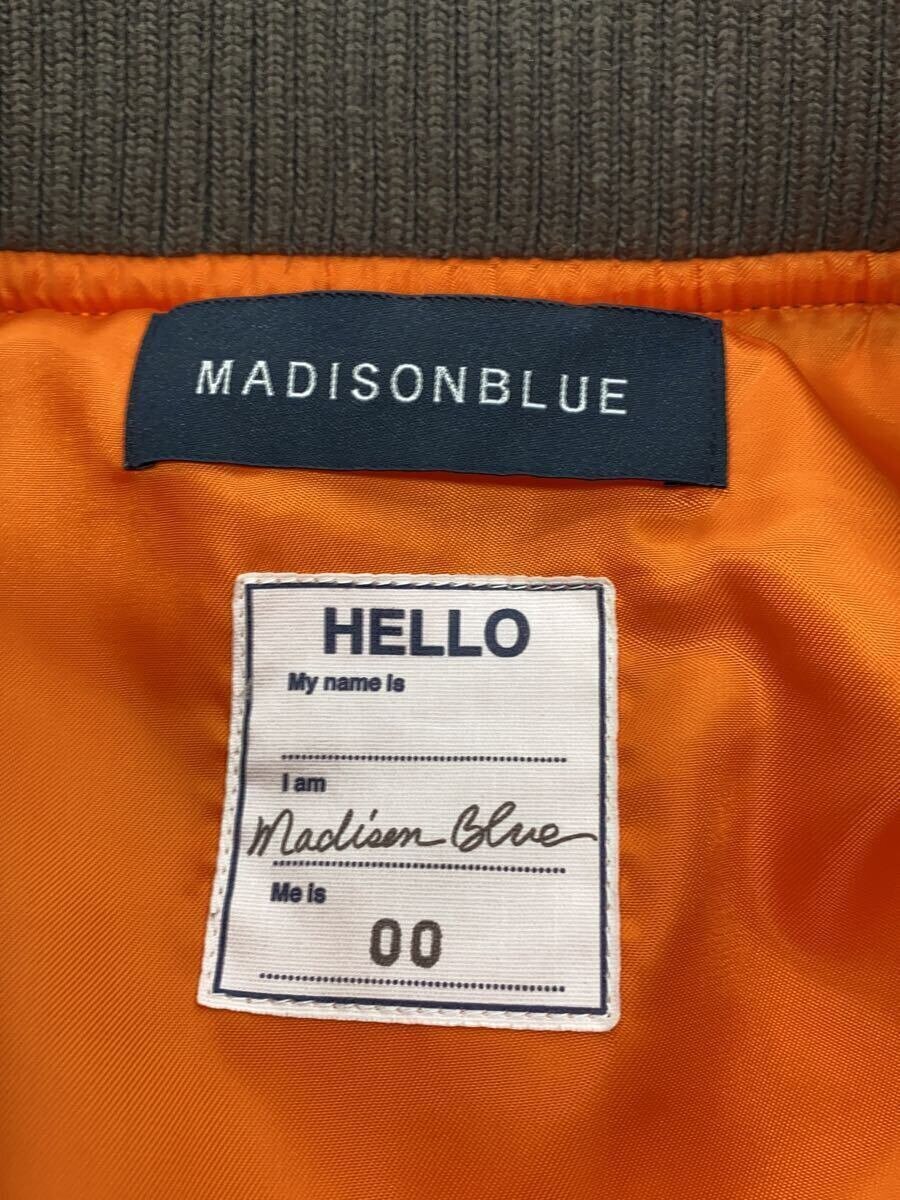 MADISONBLUE
HELLO
My name is
I am
Madison Blue
Me is
00